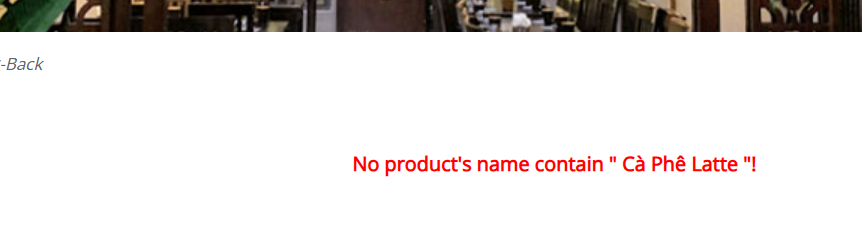 -Back
No product's name contain " Cà Phê Latte "!